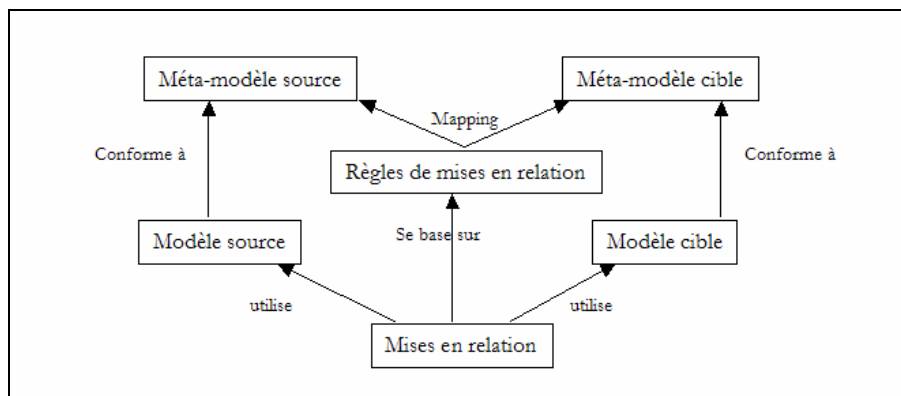 Méta-modèle source
Méta-modèle cible
Mapping
Conforme à
Conforme à
Règles de mises en relation
Modèle source
Se base sur
Modèle cible
utilise
utilise
Mises en relation